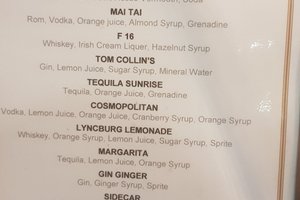 Vermouth, Soda
MAI TAI
Rom, Vodka, Orange juice, Almond Syrup, Grenadine
F 16
Whiskey, Irish Cream Liquer, Hazelnut Syrup
TOM COLLIN'S
Gin, Lemon Juice, Sugar Syrup, Mineral Water
TEQUILA SUNRISE
Tequila, Orange Juice, Grenadine
COSMOPOLITAN
Vodka, Lemon Juice, Orange Juice, Cranberry Syrup, Orange Syrup
LYNCBURG LEMONADE
Whiskey, Orange Syrup, Lemon Juice, Sugar Syrup, Sprite
MARGARITA
Tequila, Lemon Juice, Orange Syrup
GIN GINGER
Gin, Ginger Syrup, Sprite
SIDECAR